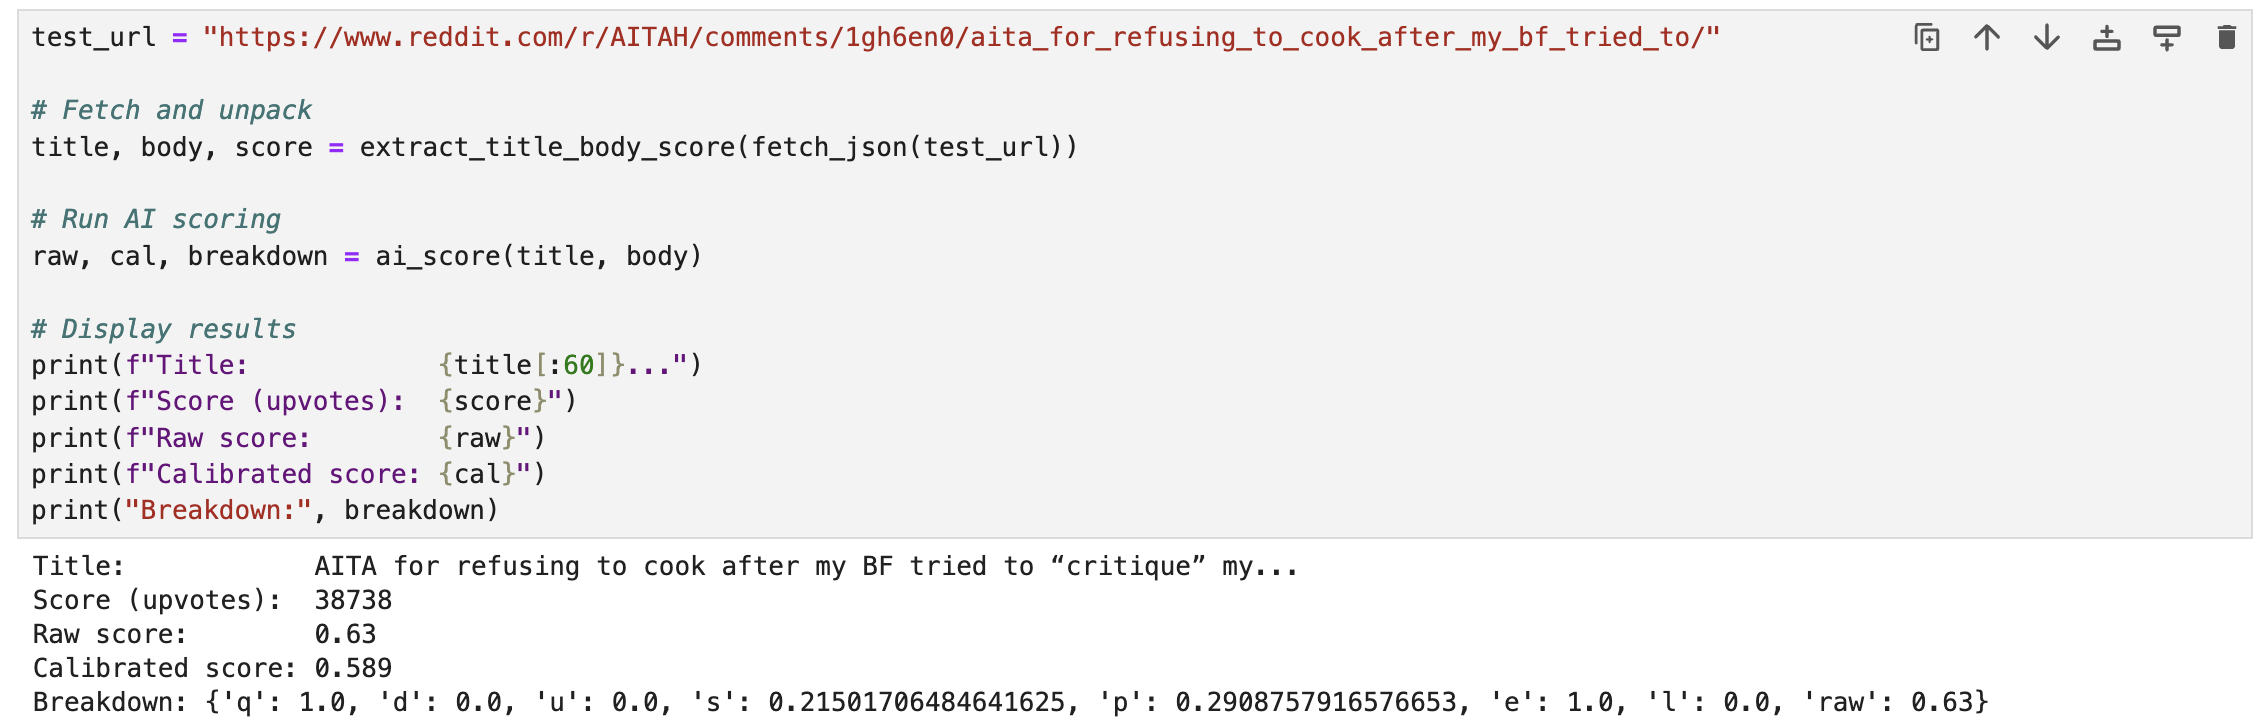 test_url = "https://www.reddit.com/r/AITAH/comments/1gh6en0/aita_for_refusing_to_cook_after_my_bf_tried_to/"
# Fetch and unpack
title, body, score = extract_title_body_score(fetch_json(test_url))
# Run AI scoring
raw, cal, breakdown = ai_score(title, body)
# Display results
print(f"Title:            {title[:60]}...")
print(f"Score (upvotes):  {score}")
print(f"Raw score:        {raw}")
print(f"Calibrated score: {cal}")
print("Breakdown:", breakdown)
Title:            AITA for refusing to cook after my BF tried to “critique” my...
Score (upvotes):  38738
Raw score:        0.63
Calibrated score: 0.589
Breakdown: {'q': 1.0, 'd': 0.0, 'u': 0.0, 's': 0.21501706484641625, 'p': 0.2908757916576653, 'e': 1.0, 'l': 0.0, 'raw': 0.63}